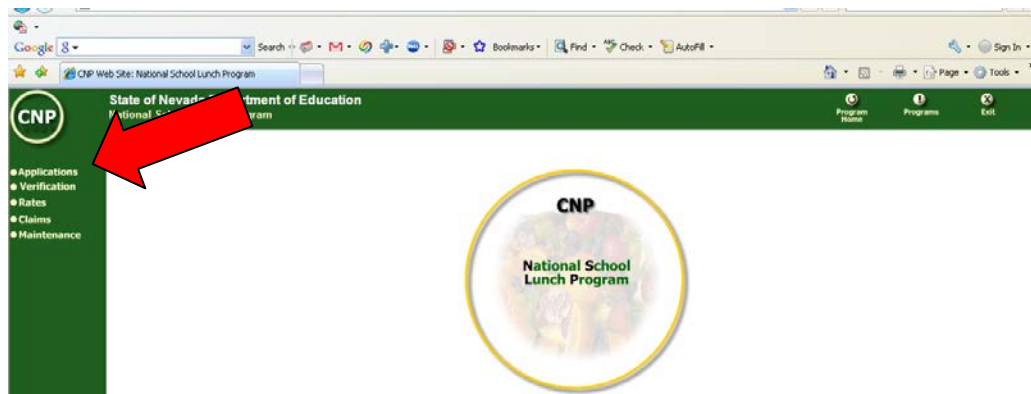 Google
Search
Bookmarks
Find
Check
AutoFill
Sign In
CNP Web Site: National School Lunch Program
Page
Tools
CNP
State of Nevada of Education
National
Program Home
Programs
Exit
Applications
Verification
Rates
Claims
Maintenance
CNP
National School
Lunch Program